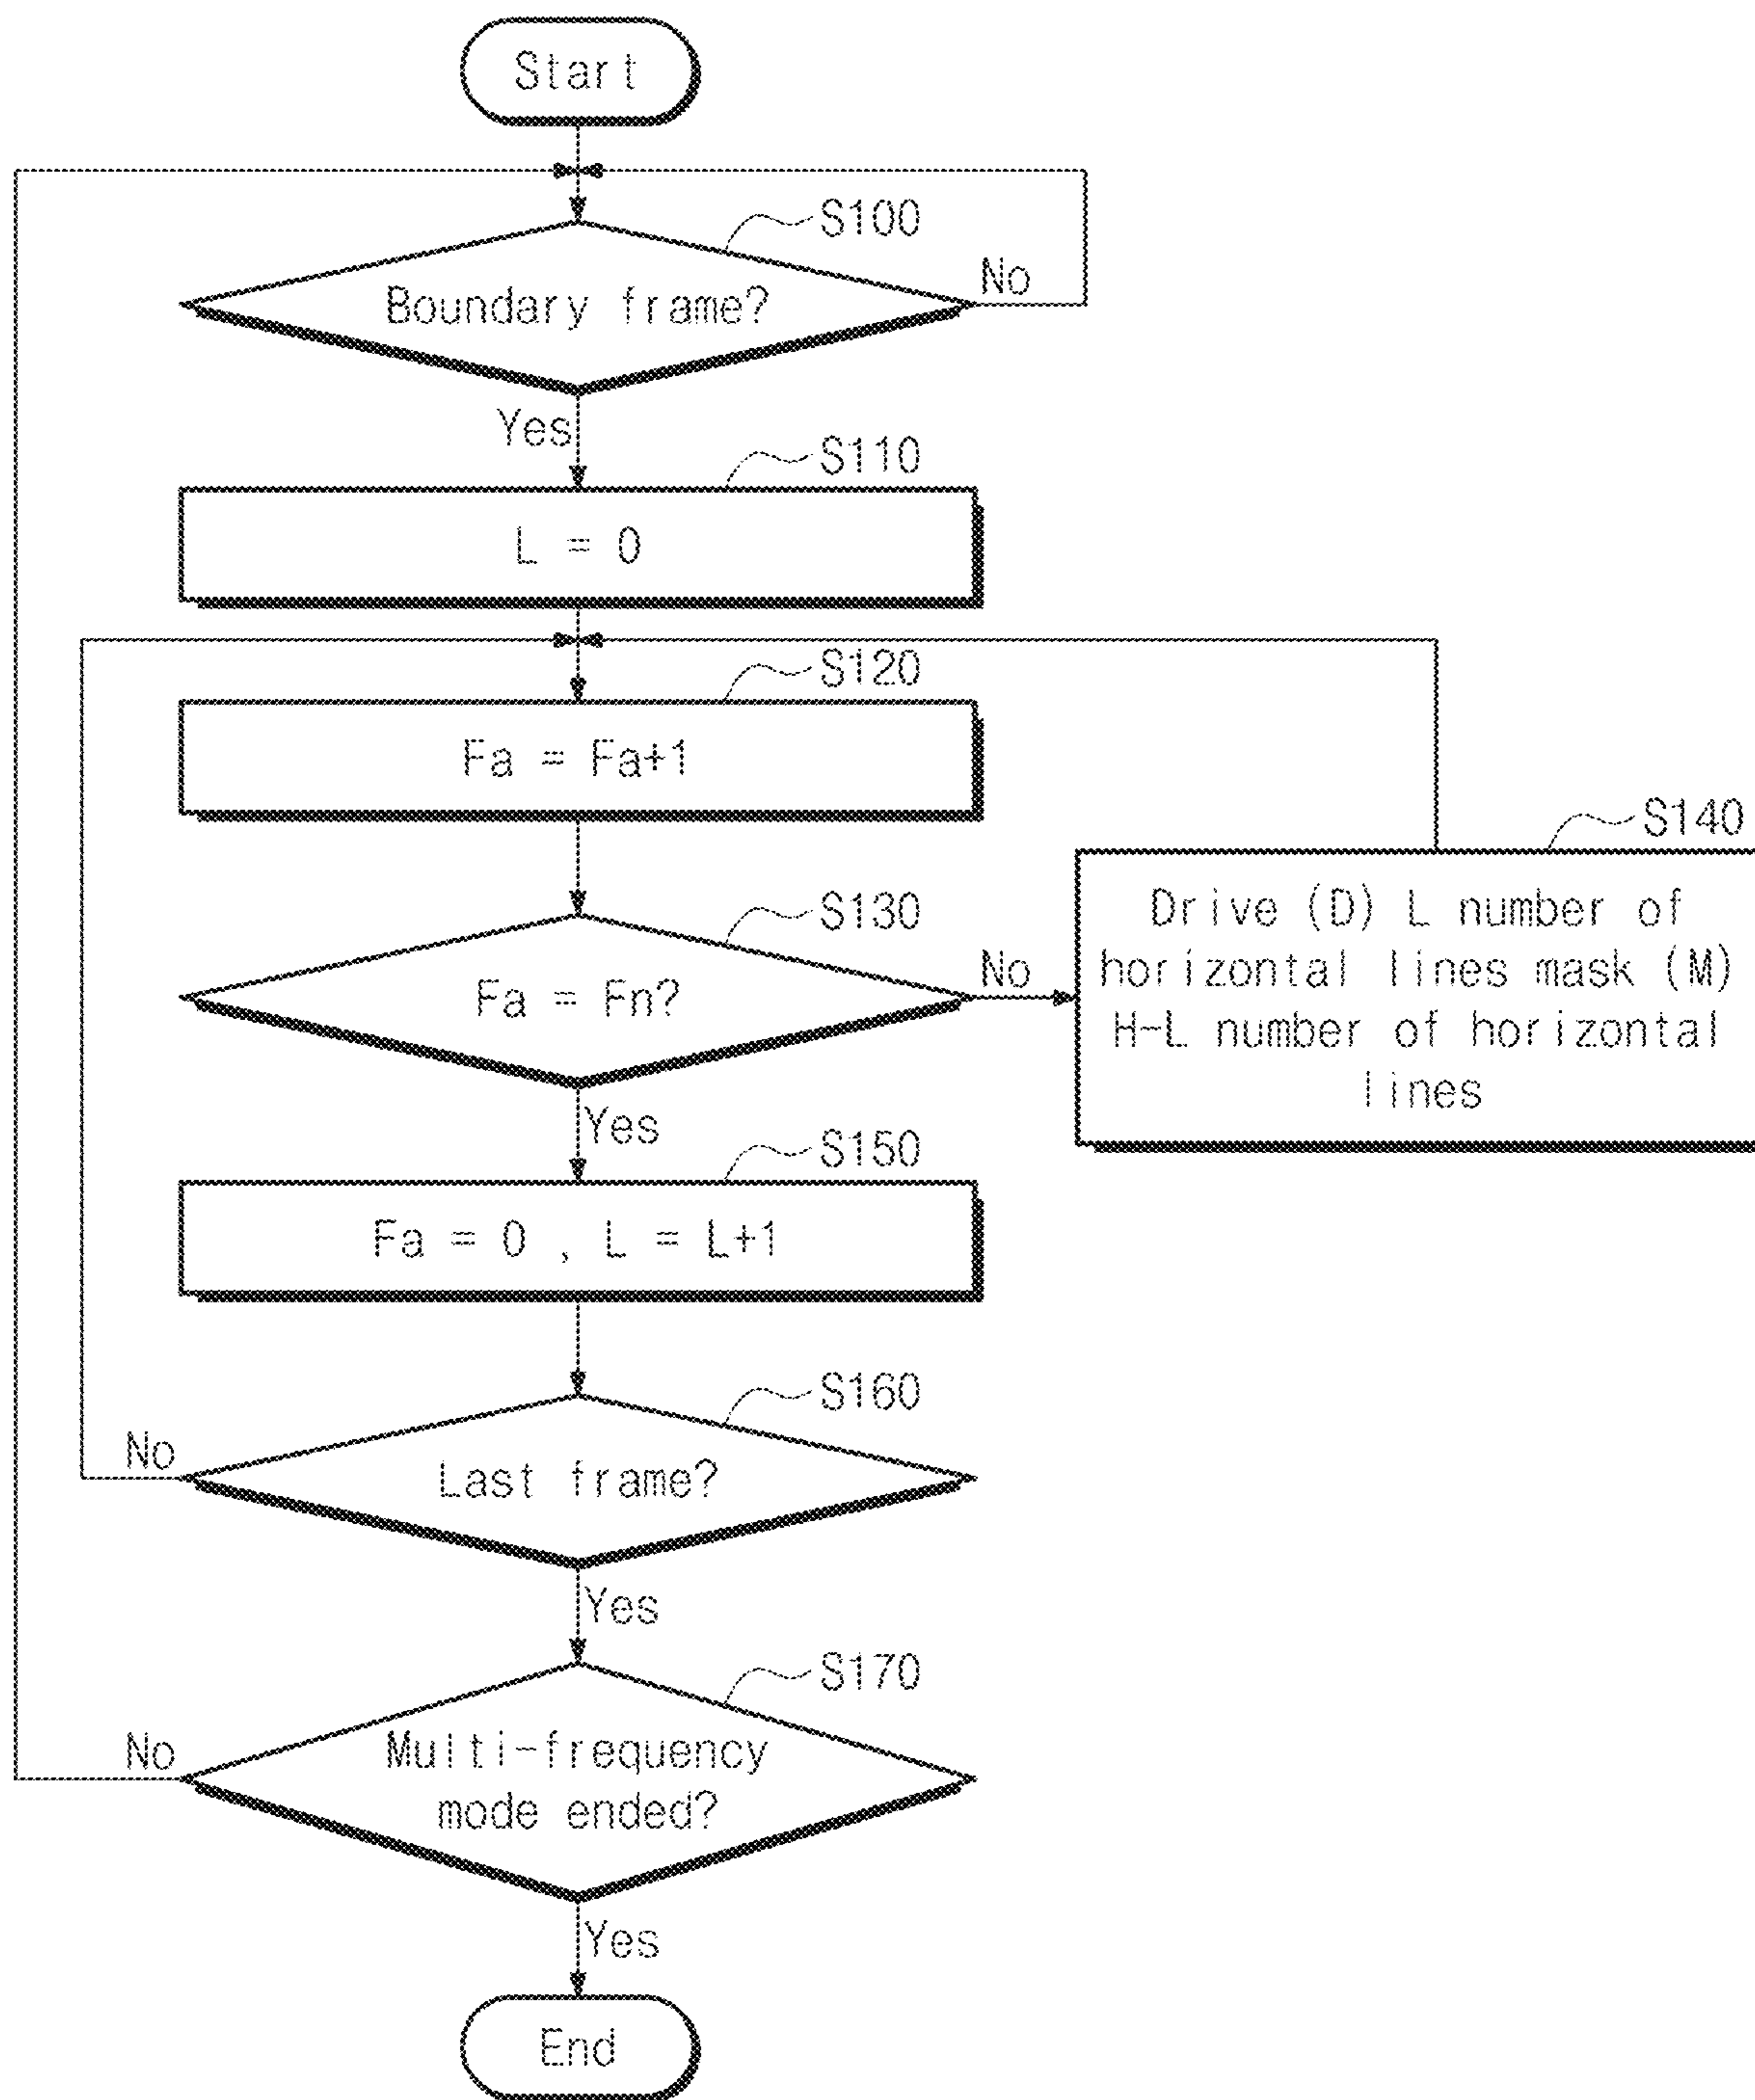 Start
S100
Boundary frame?
No
Yes
S110
L = 0
S120
Fa = Fa+1
S130
Fa = Fn?
No
S140
Drive (D) L number of
horizontal lines mask (M)
H-L number of horizontal
lines
Yes
S150
Fa = 0 , L = L+1
S160
Last frame?
No
Yes
S170
Multi-frequency
mode ended?
No
Yes
End